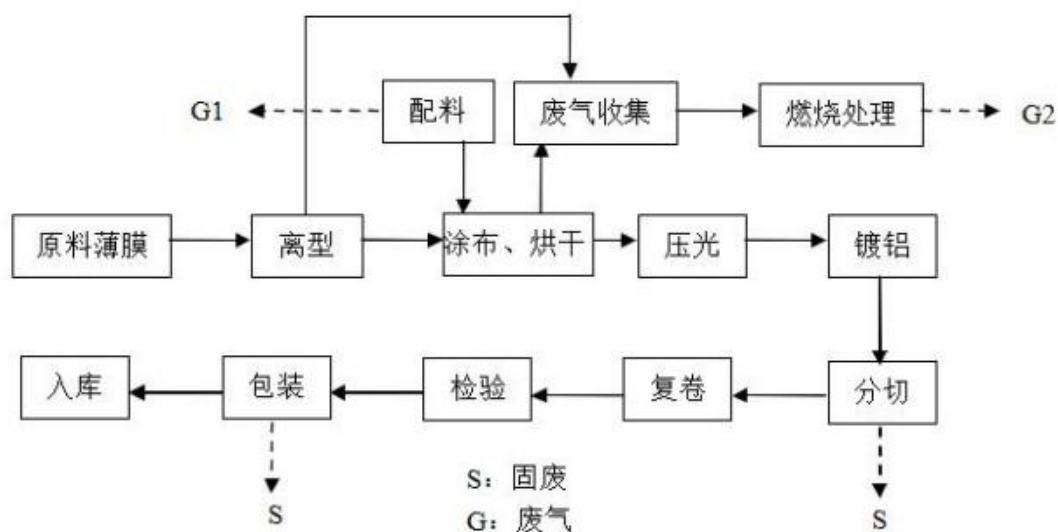 G1
配料
废气收集
燃烧处理
G2
原料薄膜
离型
涂布、烘干
压光
镀铝
入库
包装
检验
复卷
分切
S
S：固废
G：废气
S